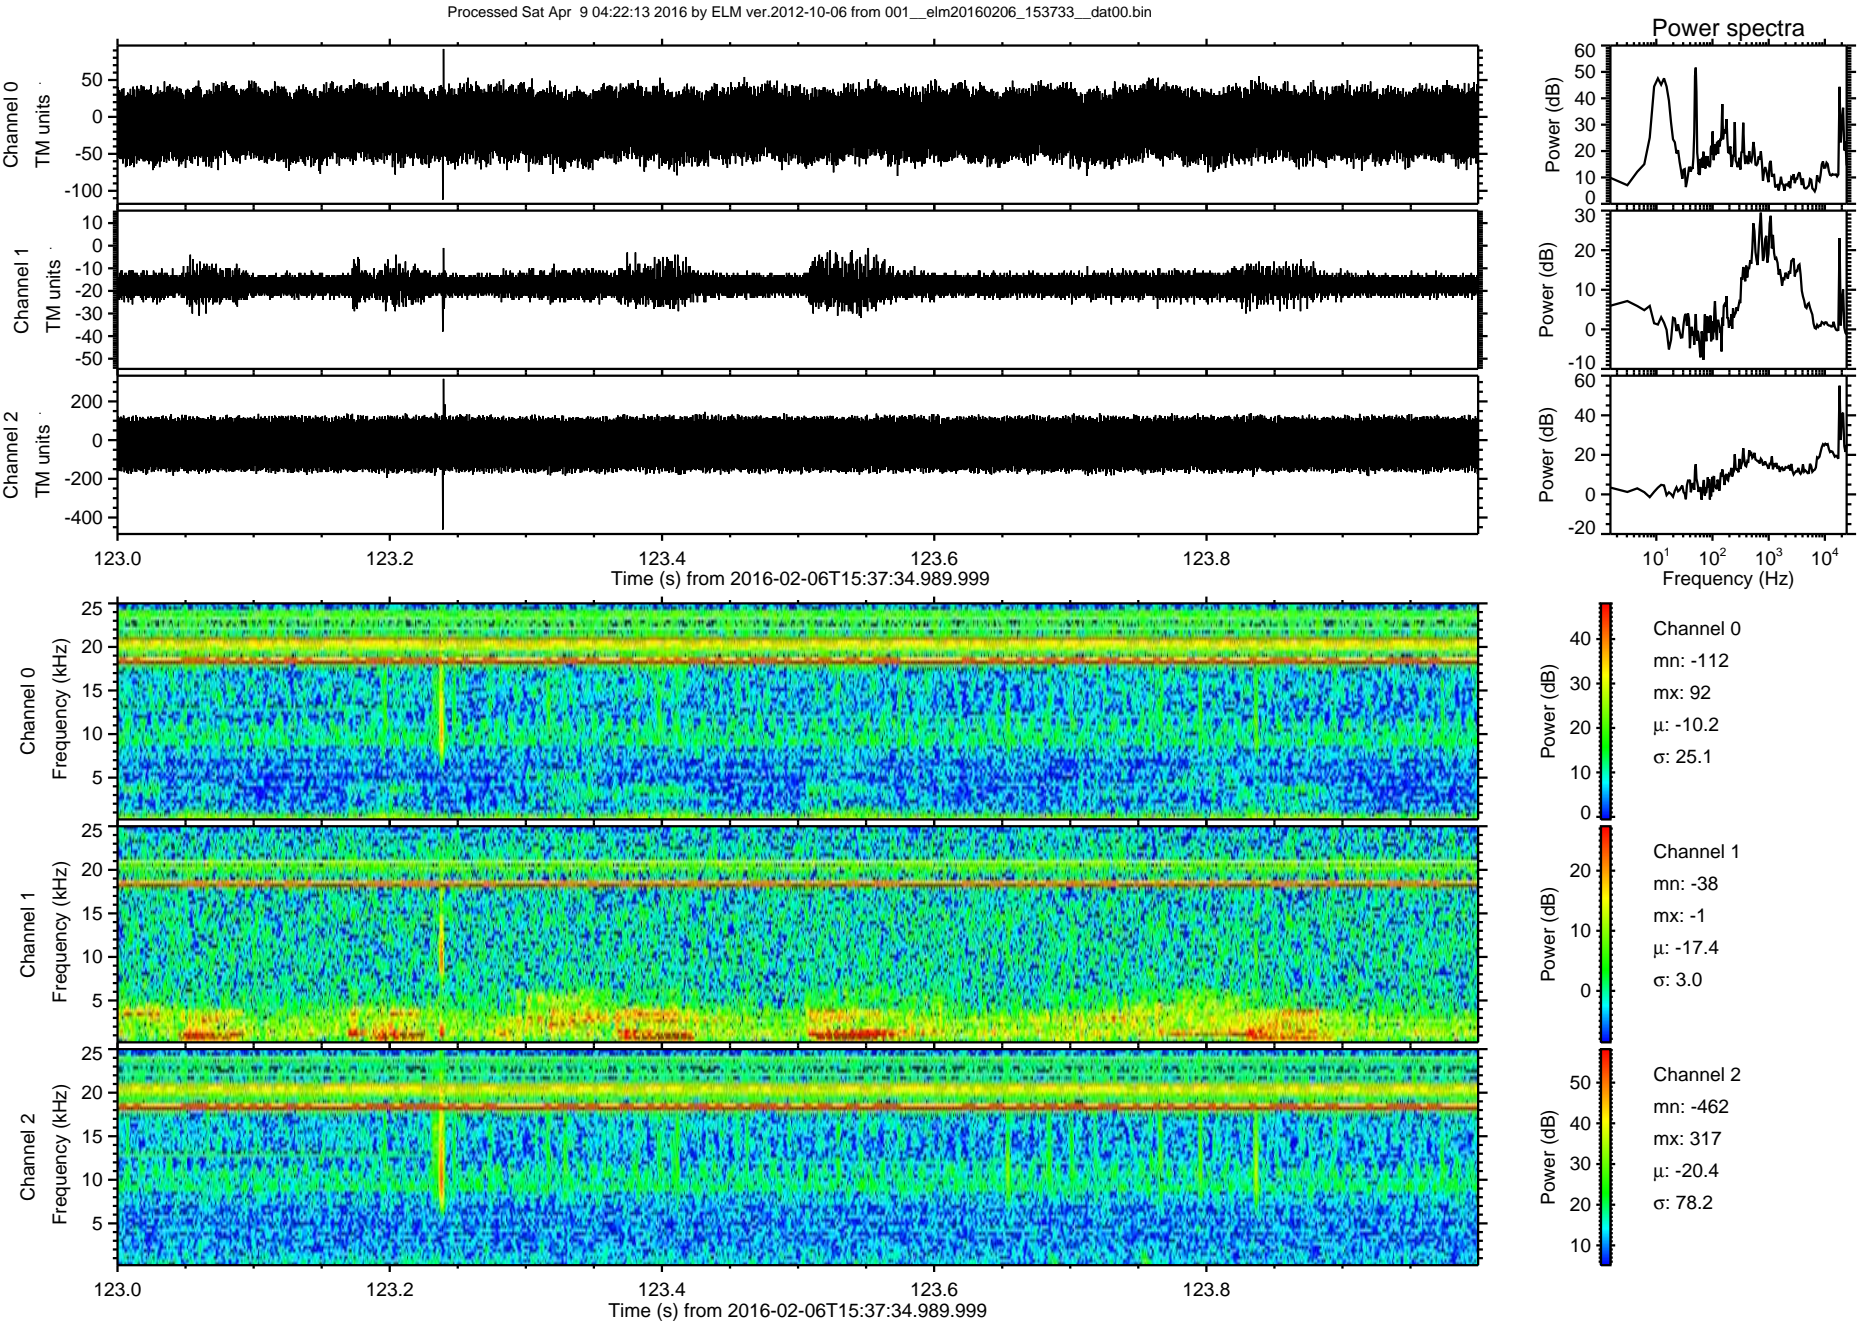 Processed Sat Apr  9 04:22:13 2016 by ELM ver.2012-10-06 from 001__elm20160206_153733__dat00.bin
Power spectra
Channel 0
TM units
50
0
-50
-100
Power (dB)
60
50
40
30
20
10
0
Channel 1
TM units
10
0
-10
-20
-30
-40
-50
Power (dB)
30
20
10
0
-10
Channel 2
TM units
200
0
-200
-400
Power (dB)
60
40
20
0
-20
123.0 123.2 123.4 123.6 123.8
Time (s) from 2016-02-06T15:37:34.989.999
10¹ 10² 10³ 10⁴
Frequency (Hz)
Channel 0
Frequency (kHz)
25
20
15
10
5
Power (dB)
40
30
20
10
0
Channel 0
mn: -112
mx: 92
μ: -10.2
σ: 25.1
Channel 1
Frequency (kHz)
25
20
15
10
5
Power (dB)
20
10
0
Channel 1
mn: -38
mx: -1
μ: -17.4
σ: 3.0
Channel 2
Frequency (kHz)
25
20
15
10
5
Power (dB)
50
40
30
20
10
Channel 2
mn: -462
mx: 317
μ: -20.4
σ: 78.2
123.0 123.2 123.4 123.6 123.8
Time (s) from 2016-02-06T15:37:34.989.999